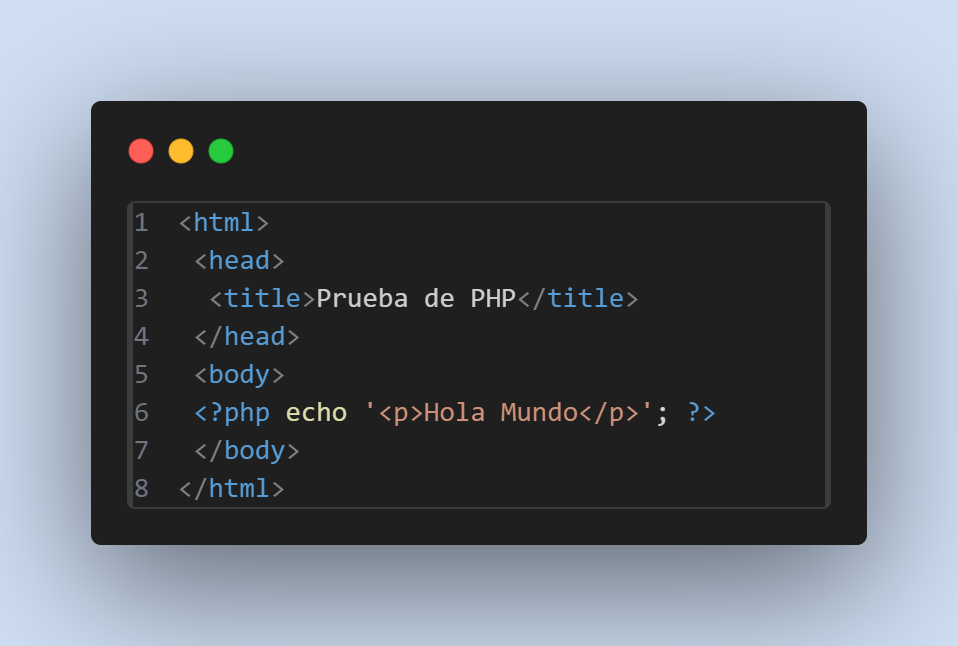 1 <html>
2  <head>
3   <title>Prueba de PHP</title>
4  </head>
5  <body>
6  <?php echo '<p>Hola Mundo</p>'; ?>
7  </body>
8 </html>